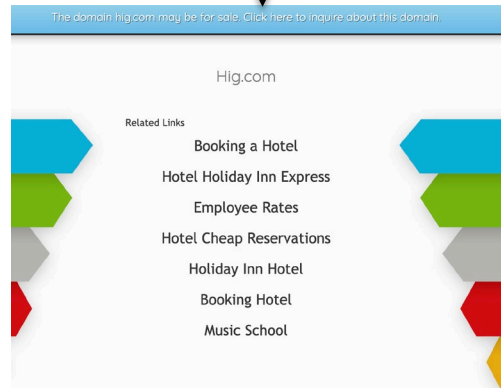 The domain hig.com may be for sale. Click here to inquire about this domain.
Hig.com
Related Links
Booking a Hotel
Hotel Holiday Inn Express
Employee Rates
Hotel Cheap Reservations
Holiday Inn Hotel
Booking Hotel
Music School